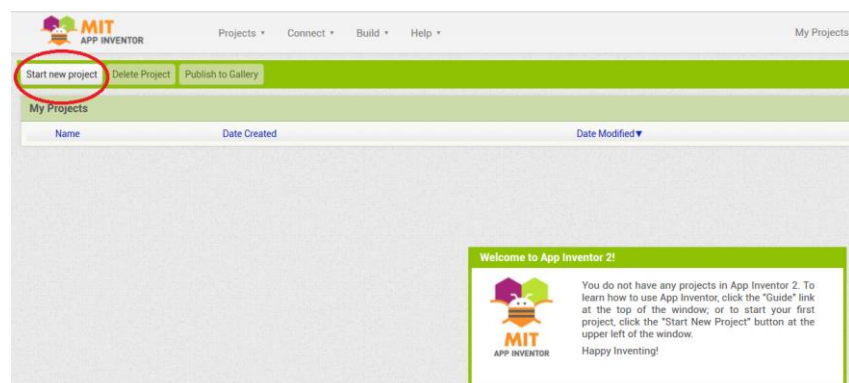 MIT
APP INVENTOR
Projects Connect Build Help My Projects
Start new project Delete Project Publish to Gallery
My Projects
Name Date Created Date Modified
Welcome to App Inventor 2!
You do not have any projects in App Inventor 2. To
learn how to use App Inventor, click the "Guide" link
at the top of the window; or to start your first
project, click the "Start New Project" button at the
upper left of the window.
Happy Inventing!
MIT
APP INVENTOR